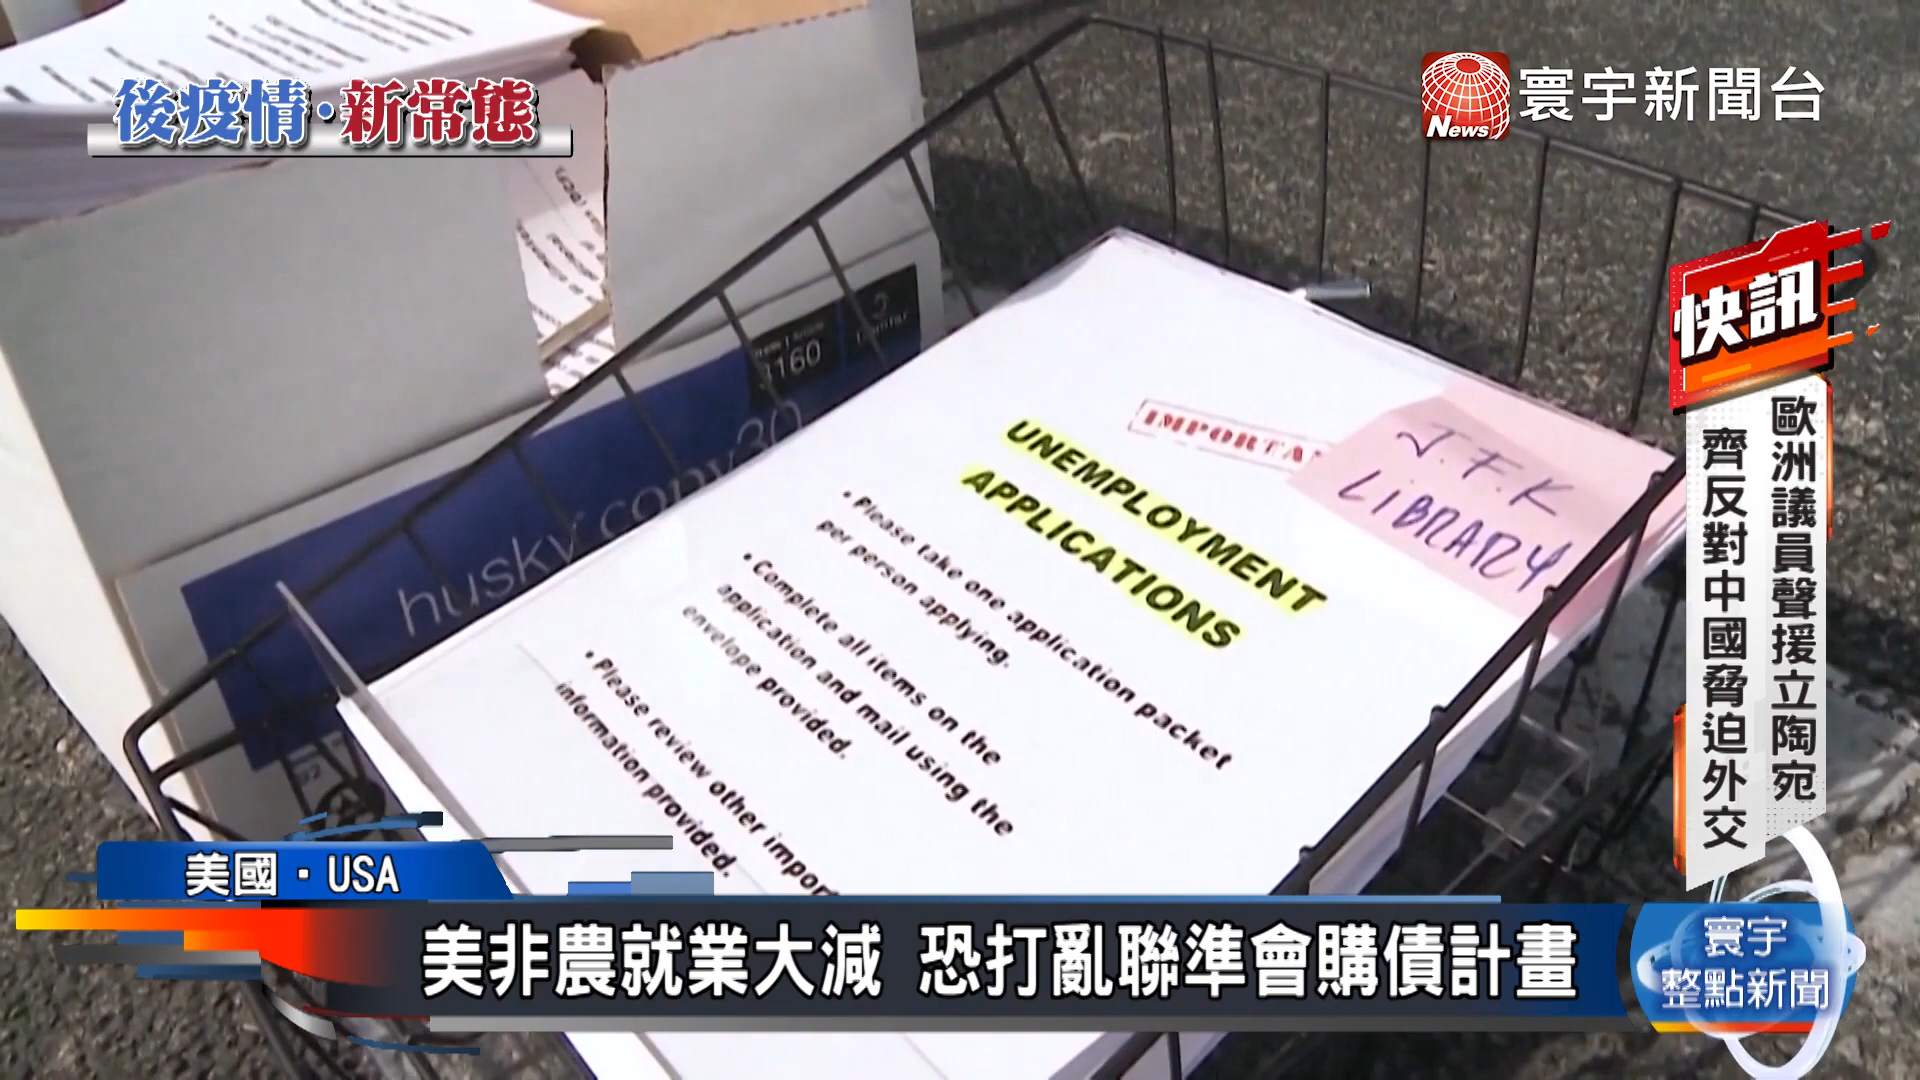 後疫情·新常態
News
寰宇新聞台
快訊
歐洲議員聲援立陶宛
齊反對中國脅迫外交
3160
husky copy30
J.F.K
LIBRARY
UNEMPLOYMENT
APPLICATIONS
• Please take one application packet
per person applying.
• Complete all items on the
application and mail using the
envelope provided.
• Please review other
information provided.
美國·USA
美非農就業大減 恐打亂聯準會購債計畫
寰宇
整點新聞